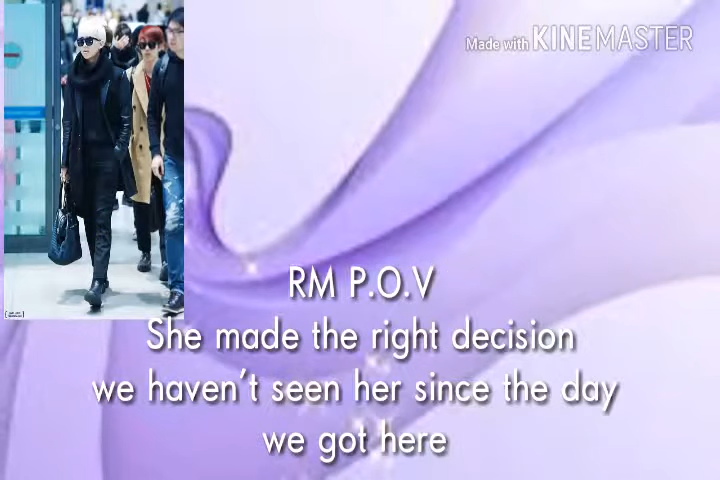 Made with KINEMASTER
RM P.O.V
She made the right decision
we haven't seen her since the day
we got here